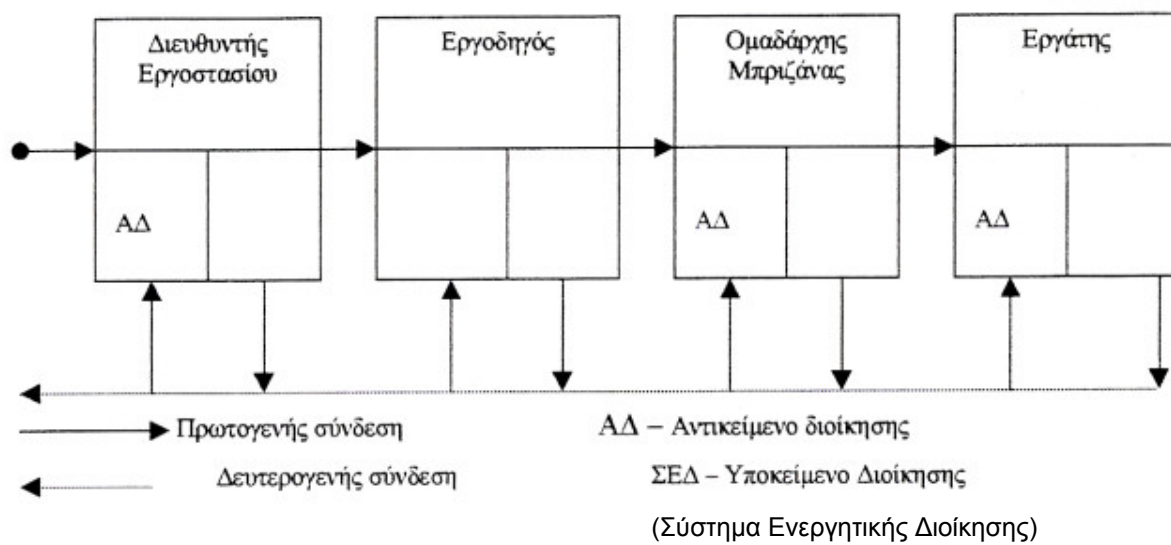 Διευθυντής
Εργοστασίου
Εργοδηγός
Ομαδάρχης
Μπριζάνας
Εργάτης
ΑΔ
ΑΔ
ΑΔ
Πρωτογενής σύνδεση
ΑΔ – Αντικείμενο διοίκησης
Δευτερογενής σύνδεση
ΣΕΔ – Υποκείμενο Διοίκησης
(Σύστημα Ενεργητικής Διοίκησης)